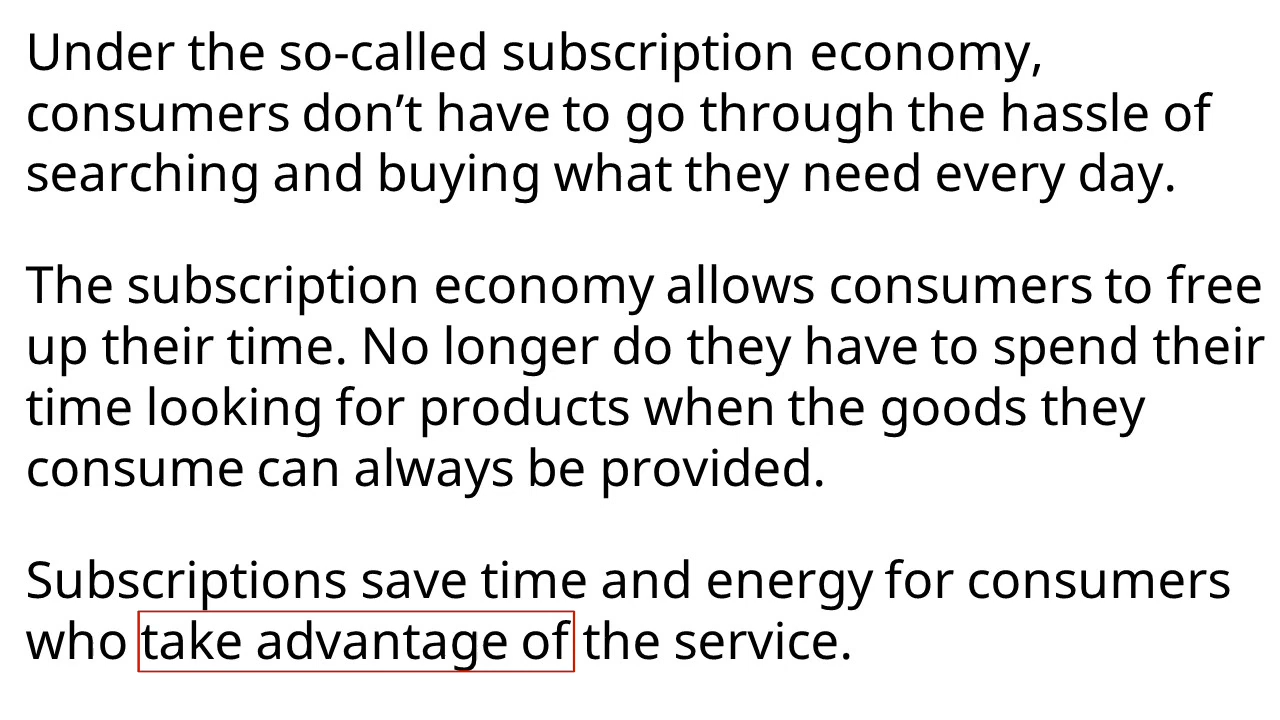 Under the so-called subscription economy,
consumers don’t have to go through the hassle of
searching and buying what they need every day.
The subscription economy allows consumers to free
up their time. No longer do they have to spend their
time looking for products when the goods they
consume can always be provided.
Subscriptions save time and energy for consumers
who take advantage of the service.